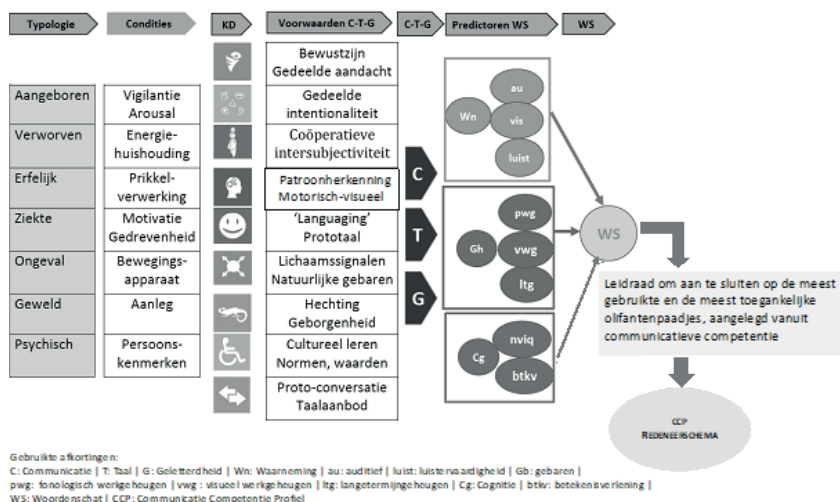 Typologie
Condities
KD
Voorwaarden C-T-G
C-T-G
Predictoren WS
WS
Aangeboren
Verworven
Erfelijk
Ziekte
Ongeval
Geweld
Psychisch
Vigilantie
Arousal
Energie-
huishouding
Prikkel-
verwerking
Motivatie
Gedrevenheid
Bewegings-
apparaat
Aanleg
Persoons-
kenmerken
Bewustzijn
Gedeelde aandacht
Gedeelde
intentionaliteit
Coöperatieve
intersubjectiviteit
Patroonherkenning
Motorisch-visueel
‘Languaging’
Prototaal
Lichaamssignalen
Natuurlijke gebaren
Hechting
Geborgenheid
Cultureel leren
Normen, waarden
Proto-conversatie
Taalaanbod
C
T
G
Wn
au
vis
luist
Gh
pwg
vwg
ltg
Cg
nviq
btkv
WS
Leidraad om aan te sluiten op de meest
gebruikte en de meest toegankelijke
olifantenpaadjes, aangelegd vanuit
communicatieve competentie
CCP
REDENEERSCHEMA
Gebruikte afkortingen:
C: Communicatie | T: Taal | G: Geletterdheid | Wn: Waarneming | au: auditief | luist: luistervaardigheid | Gb: gebaren |
pwg: fonologisch werkgeheugen | vwg : visueel werkgeheugen | ltg: langetermijngeheugen | Cg: Cognitie | btkv: betekenisverlening |
WS: Woordenschat | CCP: Communicatie Competentie Profiel